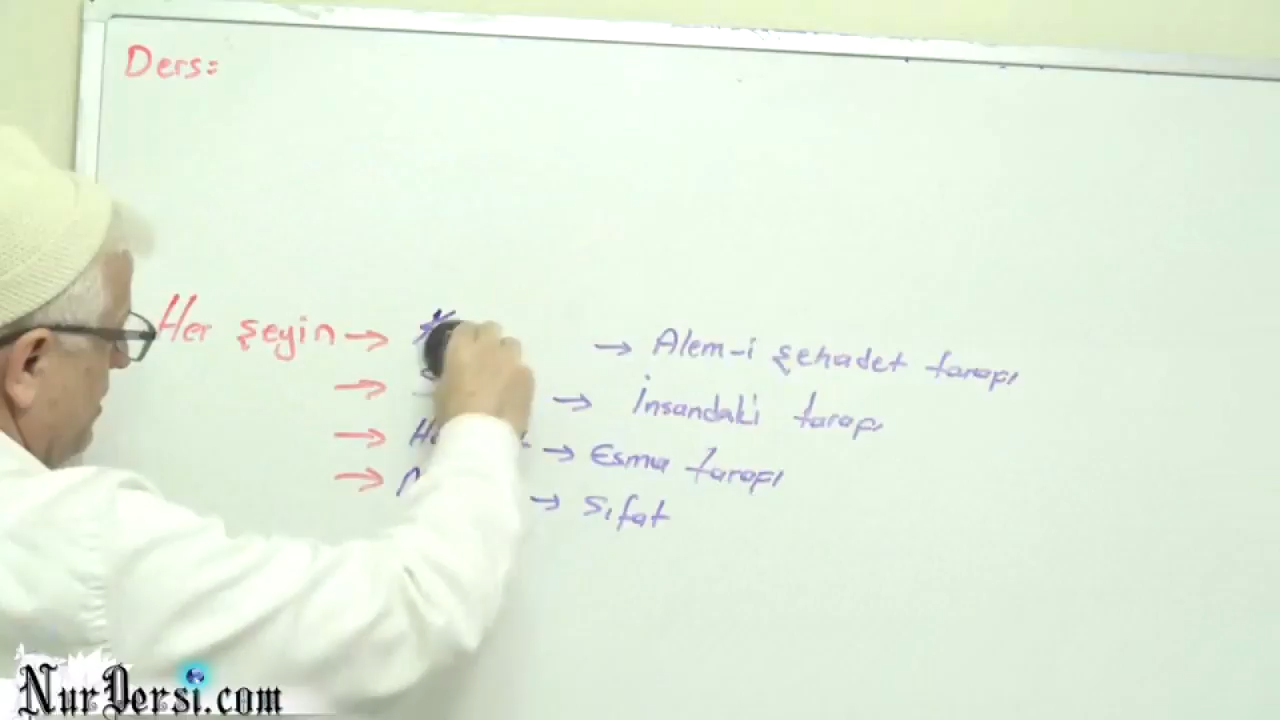 Ders:
Her şeyin → → Alem-i şehadet tarafı
→ → İnsandaki tarafı
→ → Esma tarafı
→ → Sıfat
NurDersi.com